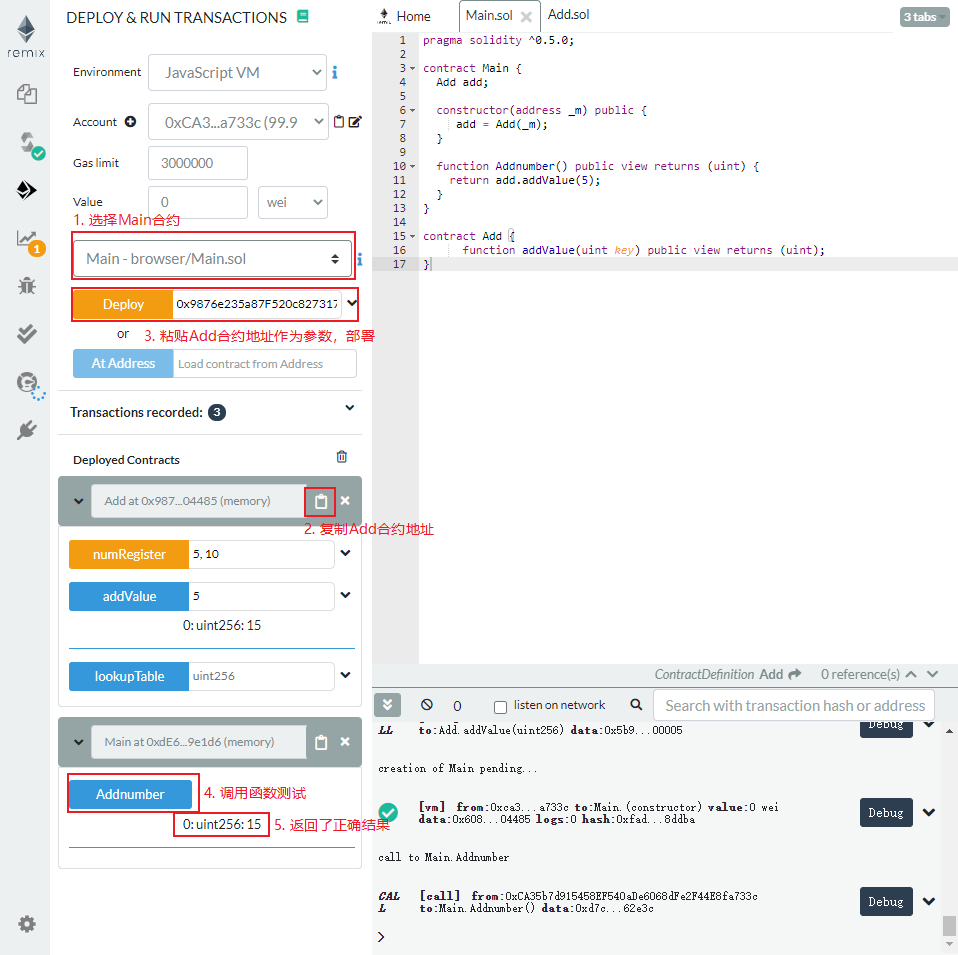 remix
DEPLOY & RUN TRANSACTIONS
Environment
JavaScript VM
Account
0xCA3...a733c (99.9
Gas limit
3000000
Value
0
wei
1. 选择Main合约
Main - browser/Main.sol
Deploy
0x9876e235a87F520c827317
or
3. 粘贴Add合约地址作为参数，部署
At Address
Load contract from Address
Transactions recorded: 3
Deployed Contracts
Add at 0x987...04485 (memory)
2. 复制Add合约地址
numRegister
5, 10
addValue
5
0: uint256: 15
lookupTable
uint256
Main at 0xdE6...9e1d6 (memory)
Addnumber
4. 调用函数测试
0: uint256: 15
5. 返回了正确结果
1
Home
Main.sol
Add.sol
3 tabs
1 pragma solidity ^0.5.0;
2
3 contract Main {
4 Add add;
5
6 constructor(address _m) public {
7 add = Add(_m);
8 }
9
10 function Addnumber() public view returns (uint) {
11 return add.addValue(5);
12 }
13 }
14
15 contract Add {
16 function addValue(uint key) public view returns (uint);
17 }
ContractDefinition Add
0 reference(s)
0
listen on network
Search with transaction hash or address
LL
to:Add.addValue(uint256) data:0x5b9...00005
Debug
creation of Main pending...
[vm] from:0xca3...a733c to:Main.(constructor) value:0 wei
data:0x608...04485 logs:0 hash:0xfad...8ddba
Debug
call to Main.Addnumber
CAL
L
[call] from:0xCA35b7d915458EF540aDe6068dFe2F44E8fa733c
to:Main.Addnumber() data:0xd7c...62e3c
Debug
>